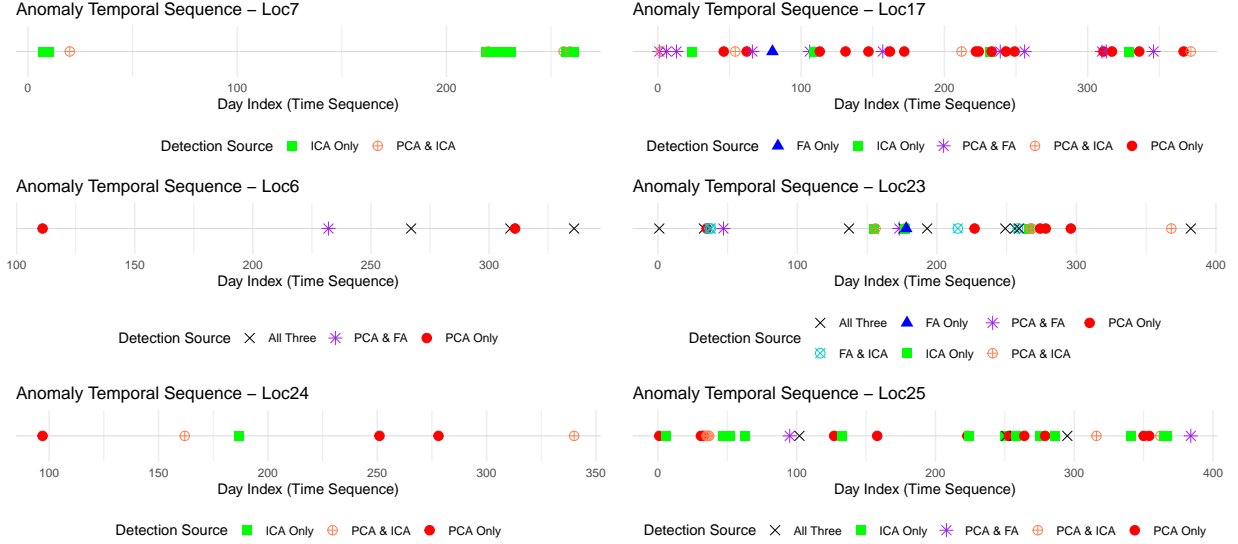 Anomaly Temporal Sequence – Loc7
0 100 200
Day Index (Time Sequence)
Detection Source ICA Only PCA & ICA
Anomaly Temporal Sequence – Loc17
0 100 200 300
Day Index (Time Sequence)
Detection Source FA Only ICA Only PCA & FA PCA & ICA PCA Only
Anomaly Temporal Sequence – Loc6
100 150 200 250 300
Day Index (Time Sequence)
Detection Source All Three PCA & FA PCA Only
Anomaly Temporal Sequence – Loc23
0 100 200 300 400
Day Index (Time Sequence)
Detection Source
All Three FA Only PCA & FA PCA Only
FA & ICA ICA Only PCA & ICA
Anomaly Temporal Sequence – Loc24
100 150 200 250 300 350
Day Index (Time Sequence)
Detection Source ICA Only PCA & ICA PCA Only
Anomaly Temporal Sequence – Loc25
0 100 200 300 400
Day Index (Time Sequence)
Detection Source All Three ICA Only PCA & FA PCA & ICA PCA Only